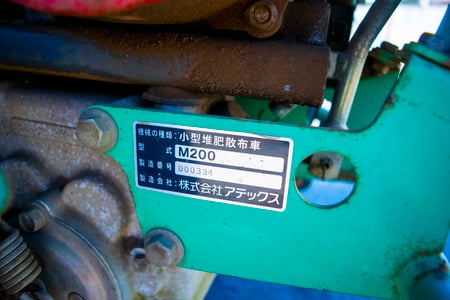 機械の種類：小型堆肥散布車
型式 M200
製造番号 000331
製造会社：株式会社アテックス